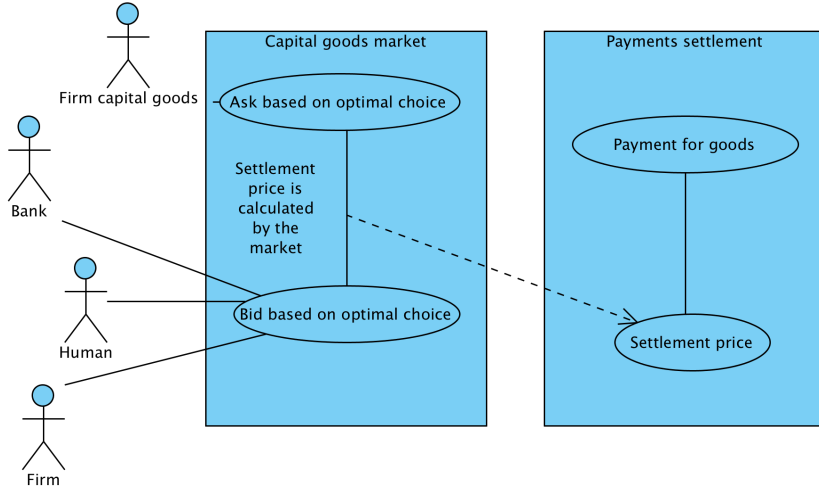 Capital goods market
Payments settlement
Firm capital goods
Ask based on optimal choice
Payment for goods
Settlement
price is
calculated
by the
market
Bank
Bid based on optimal choice
Settlement price
Human
Firm